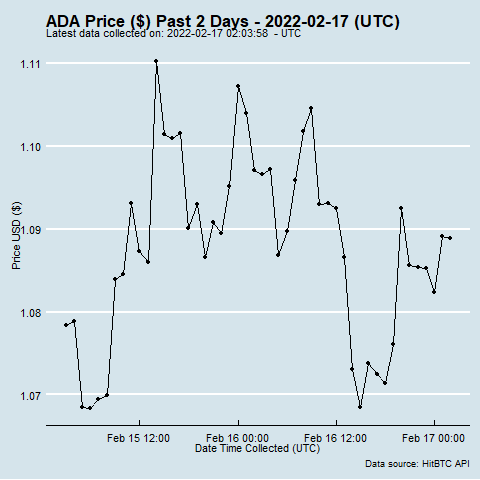 ADA Price ($) Past 2 Days - 2022-02-17 (UTC)
Latest data collected on: 2022-02-17 02:03:58 - UTC
Price USD ($)
1.11
1.10
1.09
1.08
1.07
Feb 15 12:00
Feb 16 00:00
Feb 16 12:00
Feb 17 00:00
Date Time Collected (UTC)
Data source: HitBTC API